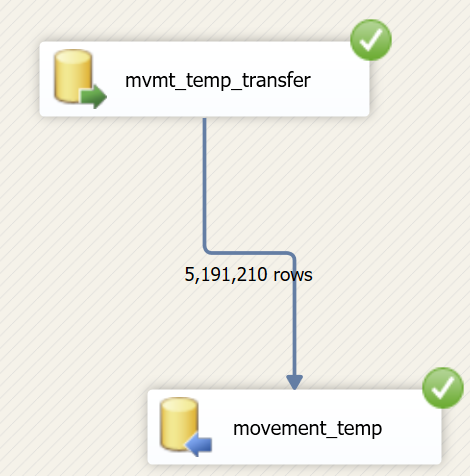 mvmt_temp_transfer
5,191,210 rows
movement_temp